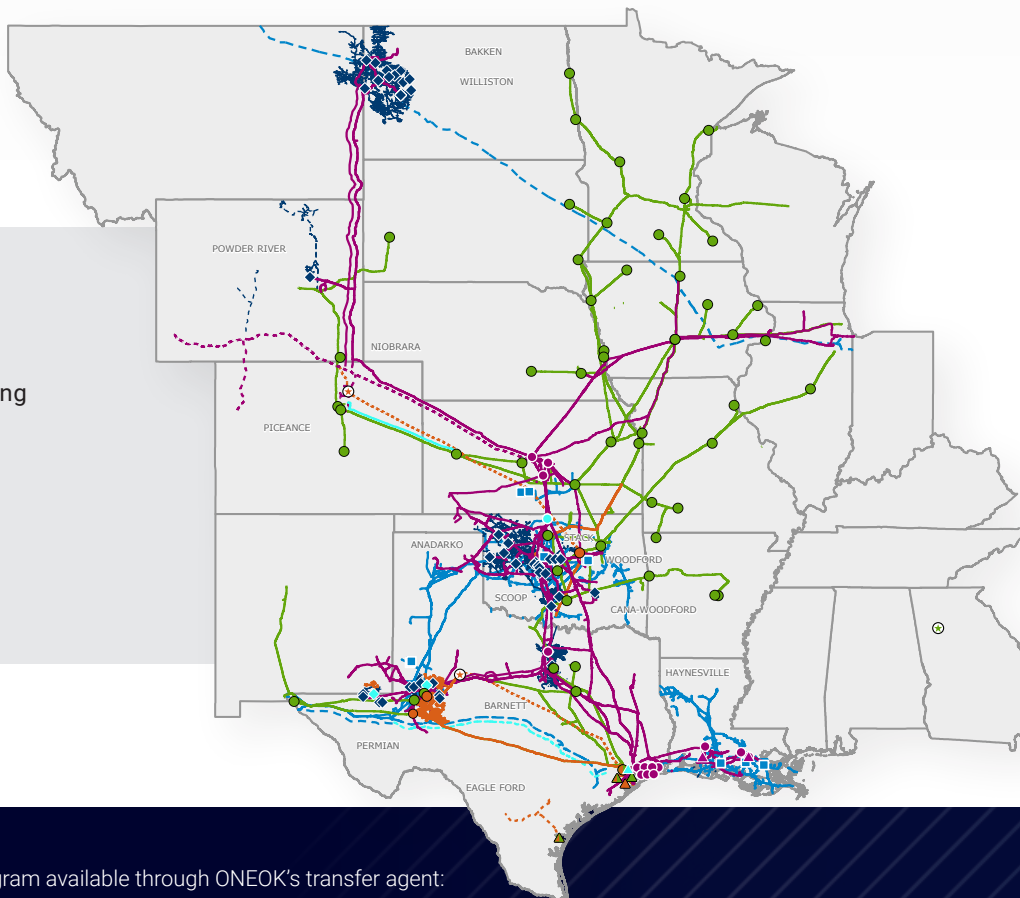 BAKKEN
WILLISTON
POWDER RIVER
NIOBRARA
ng
PICEANCE
STACK
ANADARKO
WOODFORD
SCOOP
CANA-WOODFORD
HAYNESVILLE
BARNETT
PERMIAN
EAGLE FORD
gram available through ONEOK’s transfer agent: